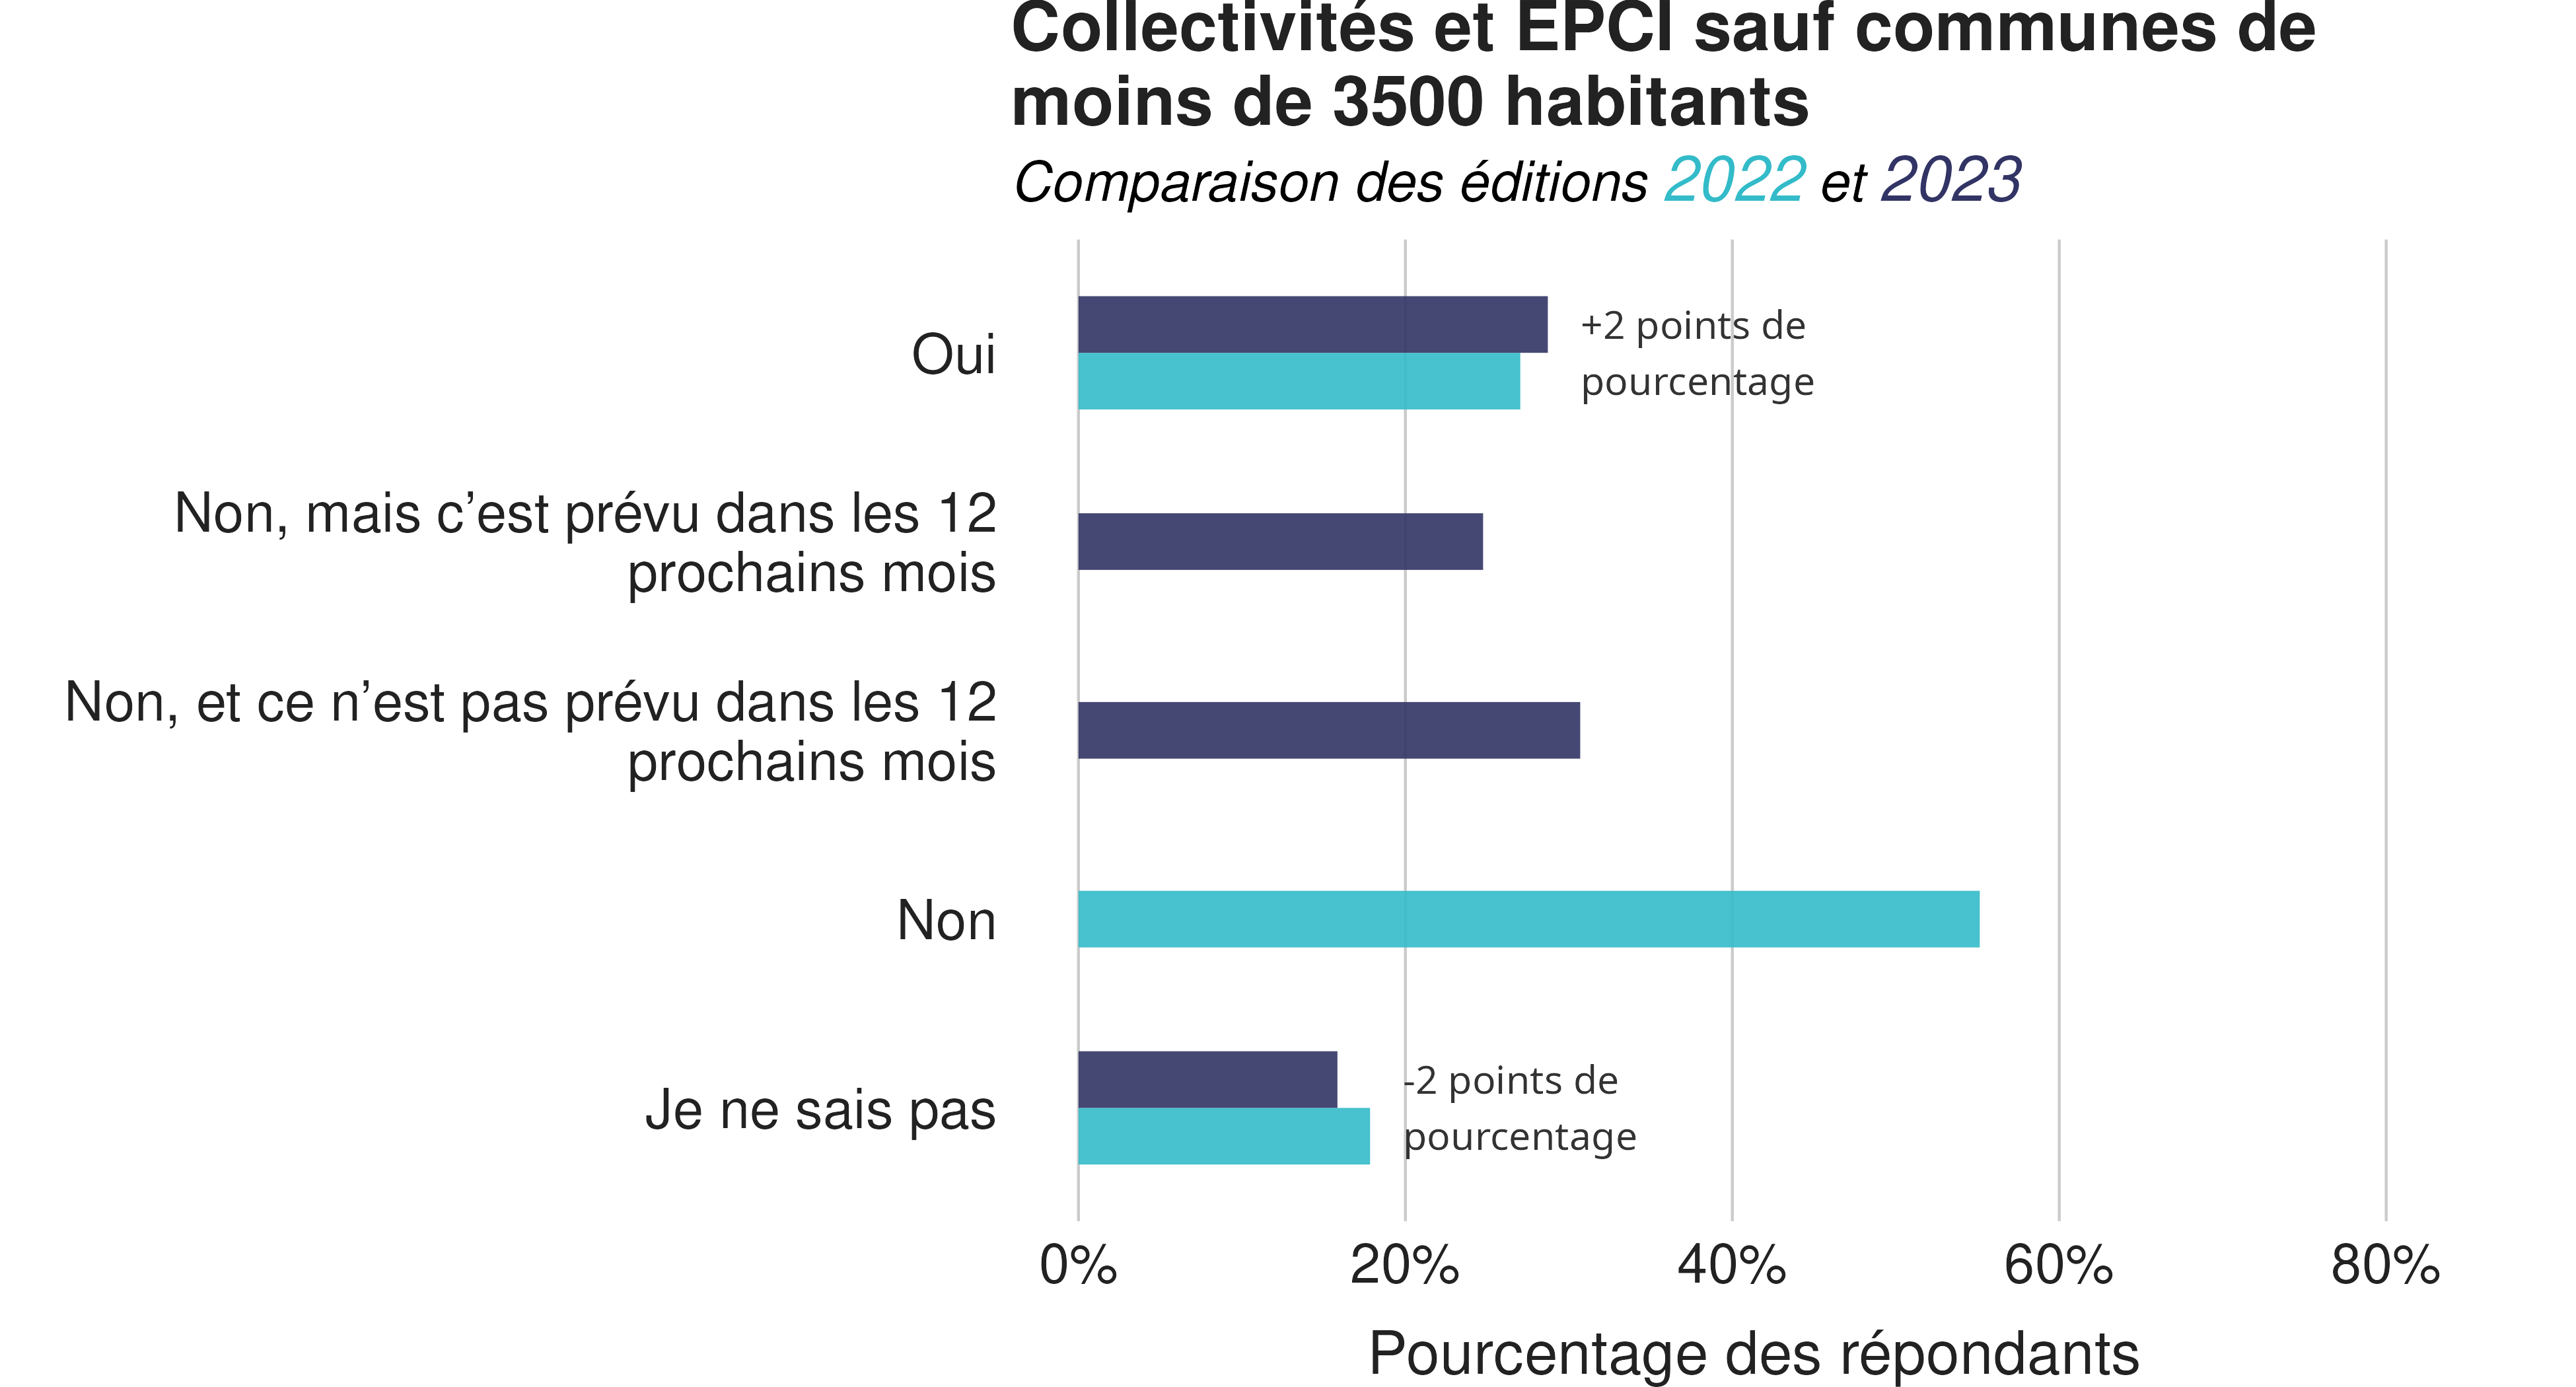 Collectivités et EPCI sauf communes de
moins de 3500 habitants
Comparaison des éditions 2022 et 2023
Oui
+2 points de
pourcentage
Non, mais c’est prévu dans les 12
prochains mois
Non, et ce n’est pas prévu dans les 12
prochains mois
Non
Je ne sais pas
-2 points de
pourcentage
0% 20% 40% 60% 80%
Pourcentage des répondants